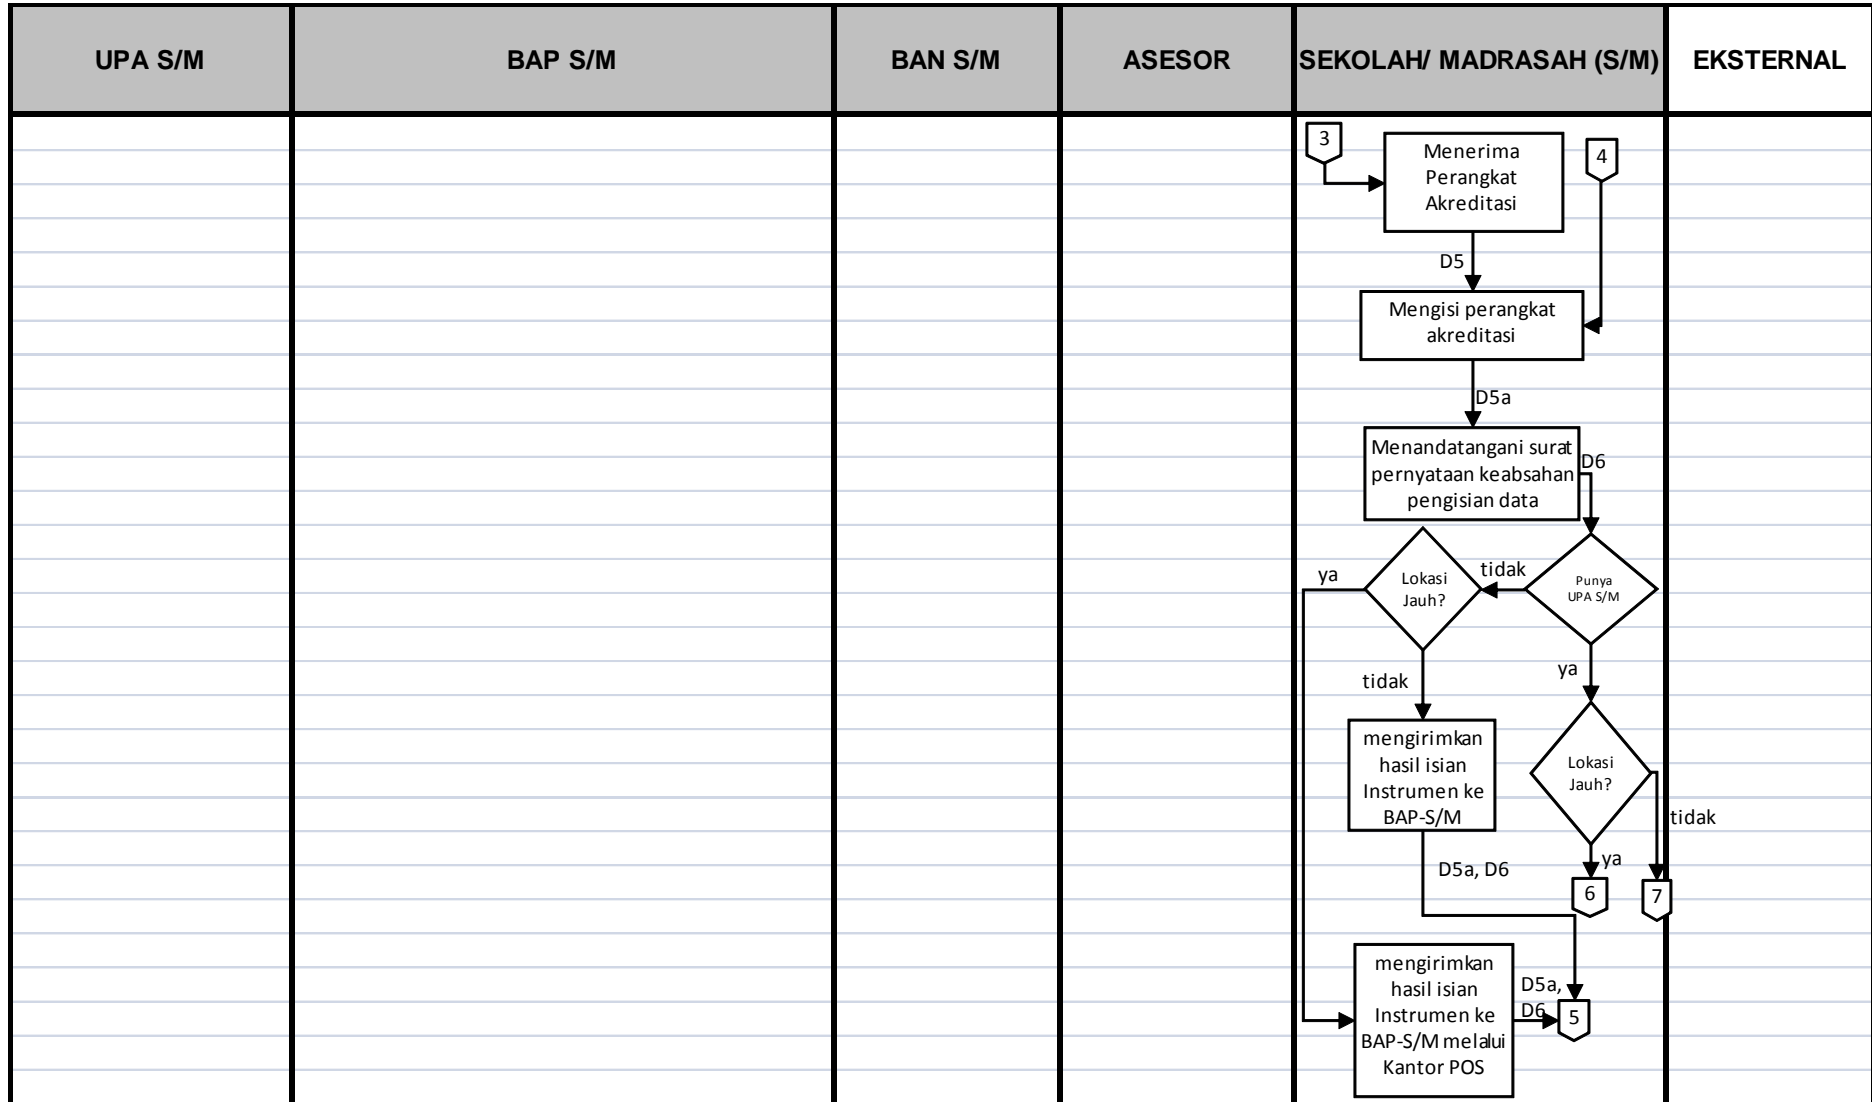 UPA S/M
BAP S/M
BAN S/M
ASESOR
SEKOLAH/ MADRASAH (S/M)
EKSTERNAL
3
Menerima
Perangkat
Akreditasi
4
D5
Mengisi perangkat
akreditasi
D5a
Menandatangani surat
pernyataan keabsahan
pengisian data
D6
ya
Lokasi
Jauh?
tidak
Punya
UPA S/M
tidak
ya
mengirimkan
hasil isian
Instrumen ke
BAP-S/M
Lokasi
Jauh?
tidak
D5a, D6
ya
6
7
mengirimkan
hasil isian
Instrumen ke
BAP-S/M melalui
Kantor POS
D5a,
D6
5